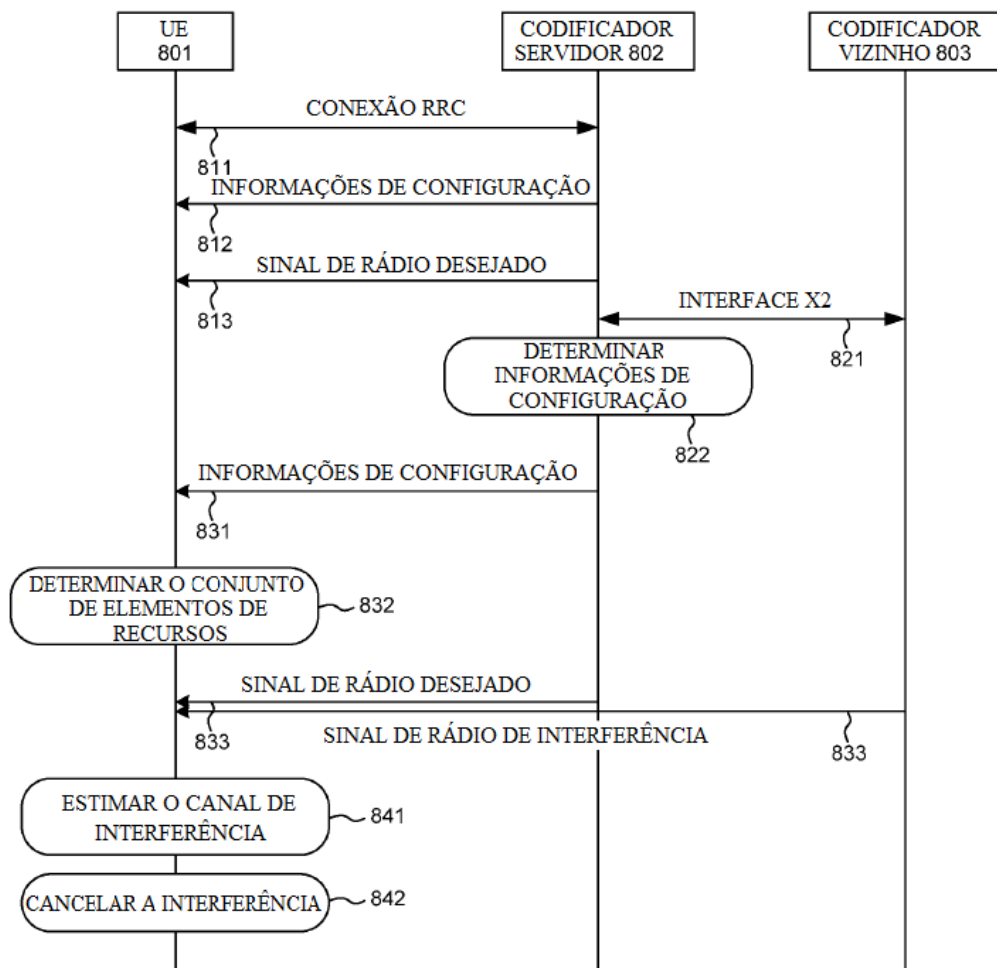 UE
801
CODIFICADOR
SERVIDOR 802
CODIFICADOR
VIZINHO 803
CONEXÃO RRC
811
INFORMAÇÕES DE CONFIGURAÇÃO
812
SINAL DE RÁDIO DESEJADO
813
INTERFACE X2
821
DETERMINAR
INFORMAÇÕES DE
CONFIGURAÇÃO
822
INFORMAÇÕES DE CONFIGURAÇÃO
831
DETERMINAR O CONJUNTO
DE ELEMENTOS DE
RECURSOS
832
SINAL DE RÁDIO DESEJADO
833
SINAL DE RÁDIO DE INTERFERÊNCIA
833
ESTIMAR O CANAL DE
INTERFERÊNCIA
841
CANCELAR A INTERFERÊNCIA
842